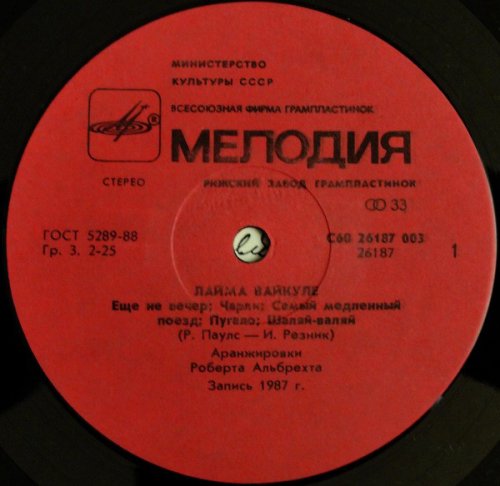 МИНИСТЕРСТВО
КУЛЬТУРЫ СССР
ВСЕСОЮЗНАЯ ФИРМА ГРАМПЛАСТИНОК
®
МЕЛОДИЯ
СТЕРЕО
РИЖСКИЙ ЗАВОД ГРАМПЛАСТИНОК
33
ГОСТ 5289-88
Гр. 3. 2-25
С60 26187 003
26187
1
ЛАЙМА ВАЙКУЛЕ
Еще не вечер; Чарли; Самый медленный
поезд; Пугало; Шаляй-валяй
(Р. Паулс — И. Резник)
Аранжировки
Роберта Альбрехта
Запись 1987 г.